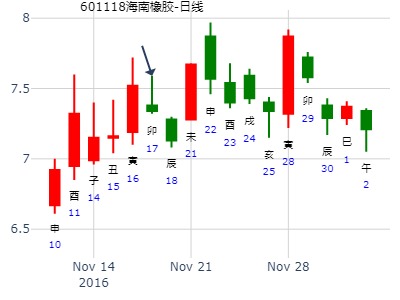 601118海南橡胶-日线
8
7.5
7
6.5
申
10
酉
11
子
14
丑
15
寅
16
卯
17
辰
18
未
21
申
22
酉
23
戌
24
亥
25
寅
28
卯
29
辰
30
巳
1
午
2
Nov 14
2016
Nov 21
Nov 28